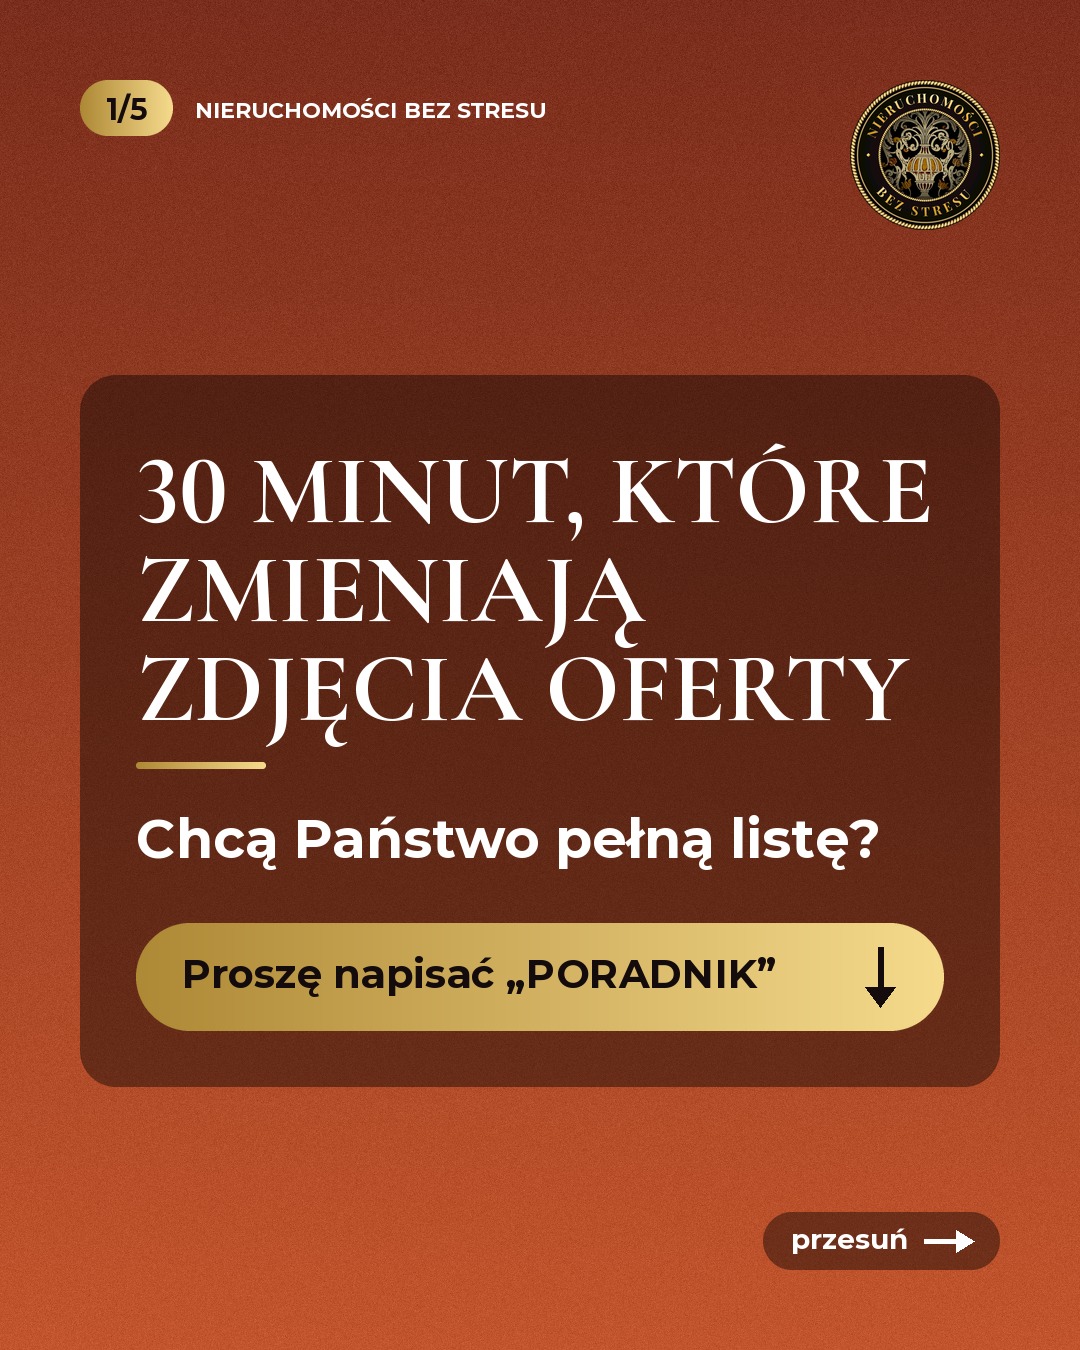 1/5
NIERUCHOMOŚCI BEZ STRESU
NIERUCHOMOŚCI
BEZ STRESU
30 MINUT, KTÓRE
ZMIENIAJĄ
ZDJĘCIA OFERTY
Chcą Państwo pełną listę?
Proszę napisać „PORADNIK”
przesuń